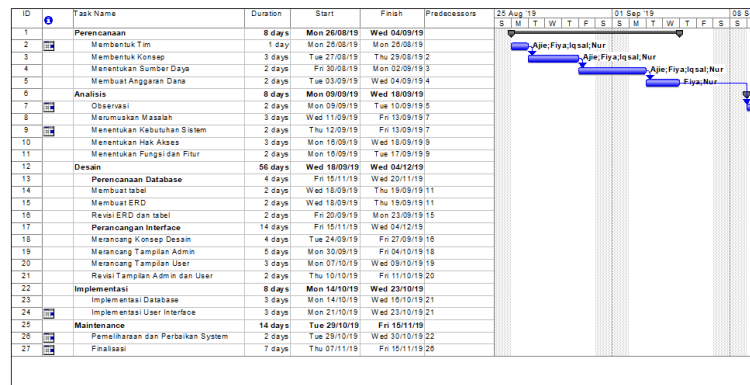 ID Task Name Duration Start Finish Predecessors 25 Aug '19 01 Sep '19 08 S
S M T W T F S S M T W T F S S M
1 Perencanaan 8 days Mon 26/08/19 Wed 04/09/19
2 Membentuk Tim 1 day Mon 26/08/19 Mon 26/08/19 Ajie;Fiya;Iqsal;Nur
3 Membentuk Konsep 3 days Tue 27/08/19 Thu 29/08/19 2 Ajie;Fiya;Iqsal;Nur
4 Menentukan Sumber Daya 2 days Fri 30/08/19 Mon 02/09/19 3 Ajie;Fiya;Iqsal;Nur
5 Membuat Anggaran Dana 2 days Tue 03/09/19 Wed 04/09/19 4 Fiya;Nur
6 Analisis 8 days Mon 09/09/19 Wed 18/09/19
7 Observasi 2 days Mon 09/09/19 Tue 10/09/19 5
8 Merumuskan Masalah 3 days Wed 11/09/19 Fri 13/09/19 7
9 Menentukan Kebutuhan Sistem 2 days Thu 12/09/19 Fri 13/09/19 7
10 Menentukan Hak Akses 3 days Mon 16/09/19 Wed 18/09/19 9
11 Menentukan Fungsi dan Fitur 2 days Mon 16/09/19 Tue 17/09/19 9
12 Desain 56 days Wed 18/09/19 Wed 04/12/19
13 Perencanaan Database 4 days Fri 15/11/19 Wed 20/11/19
14 Membuat tabel 2 days Wed 18/09/19 Thu 19/09/19 11
15 Membuat ERD 2 days Wed 18/09/19 Thu 19/09/19 11
16 Revisi ERD dan tabel 2 days Fri 20/09/19 Mon 23/09/19 15
17 Perancangan Interface 14 days Fri 15/11/19 Wed 04/12/19
18 Merancang Konsep Desain 4 days Tue 24/09/19 Fri 27/09/19 16
19 Merancang Tampilan Admin 5 days Mon 30/09/19 Fri 04/10/19 18
20 Merancang Tampilan User 3 days Mon 07/10/19 Wed 09/10/19 19
21 Revisi Tampilan Admin dan User 2 days Thu 10/10/19 Fri 11/10/19 20
22 Implementasi 8 days Mon 14/10/19 Wed 23/10/19
23 Implementasi Database 3 days Mon 14/10/19 Wed 16/10/19 21
24 Implementasi User Interface 3 days Mon 21/10/19 Wed 23/10/19 21
25 Maintenance 14 days Tue 29/10/19 Fri 15/11/19
26 Pemeliharaan dan Perbaikan System 2 days Tue 29/10/19 Wed 30/10/19 22
27 Finalisasi 7 days Thu 07/11/19 Fri 15/11/19 26